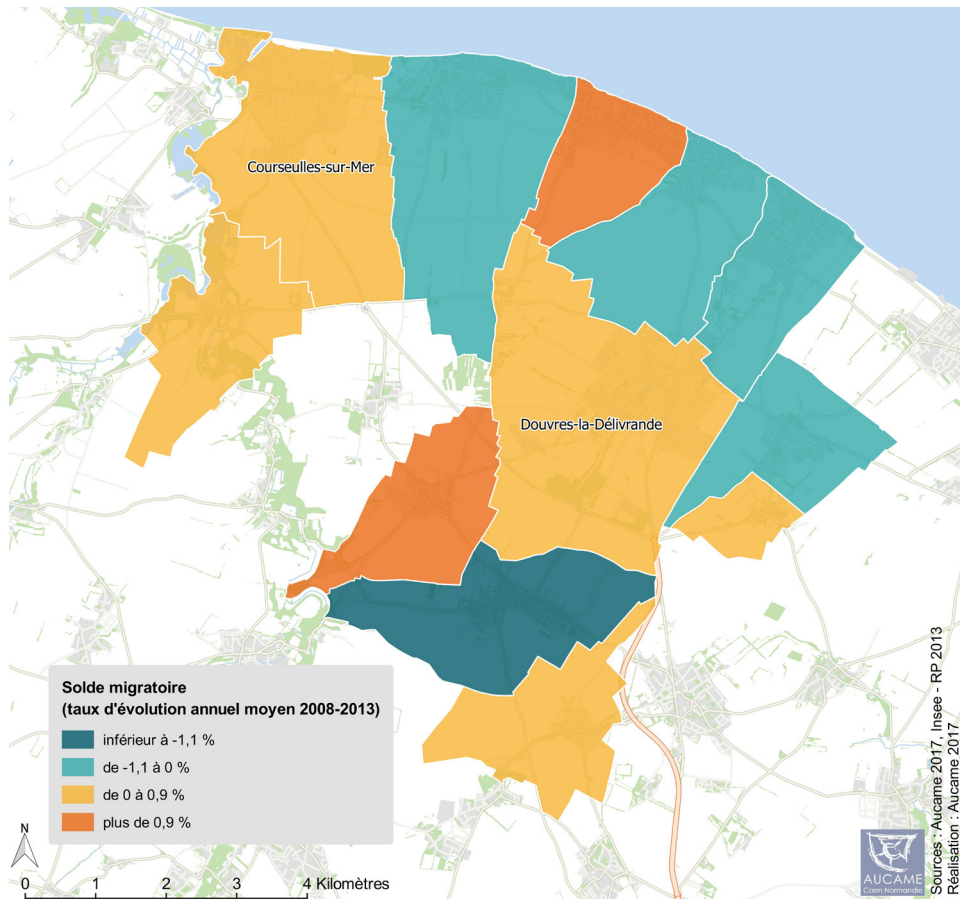 Courseulles-sur-Mer
Douvres-la-Délivrande
Solde migratoire
(taux d'évolution annuel moyen 2008-2013)
inférieur à -1,1 %
de -1,1 à 0 %
de 0 à 0,9 %
plus de 0,9 %
N
0 1 2 3 4 Kilomètres
AUCAME
Caen Normandie
Sources : Aucame 2017, Insee - RP 2013
Réalisation : Aucame 2017